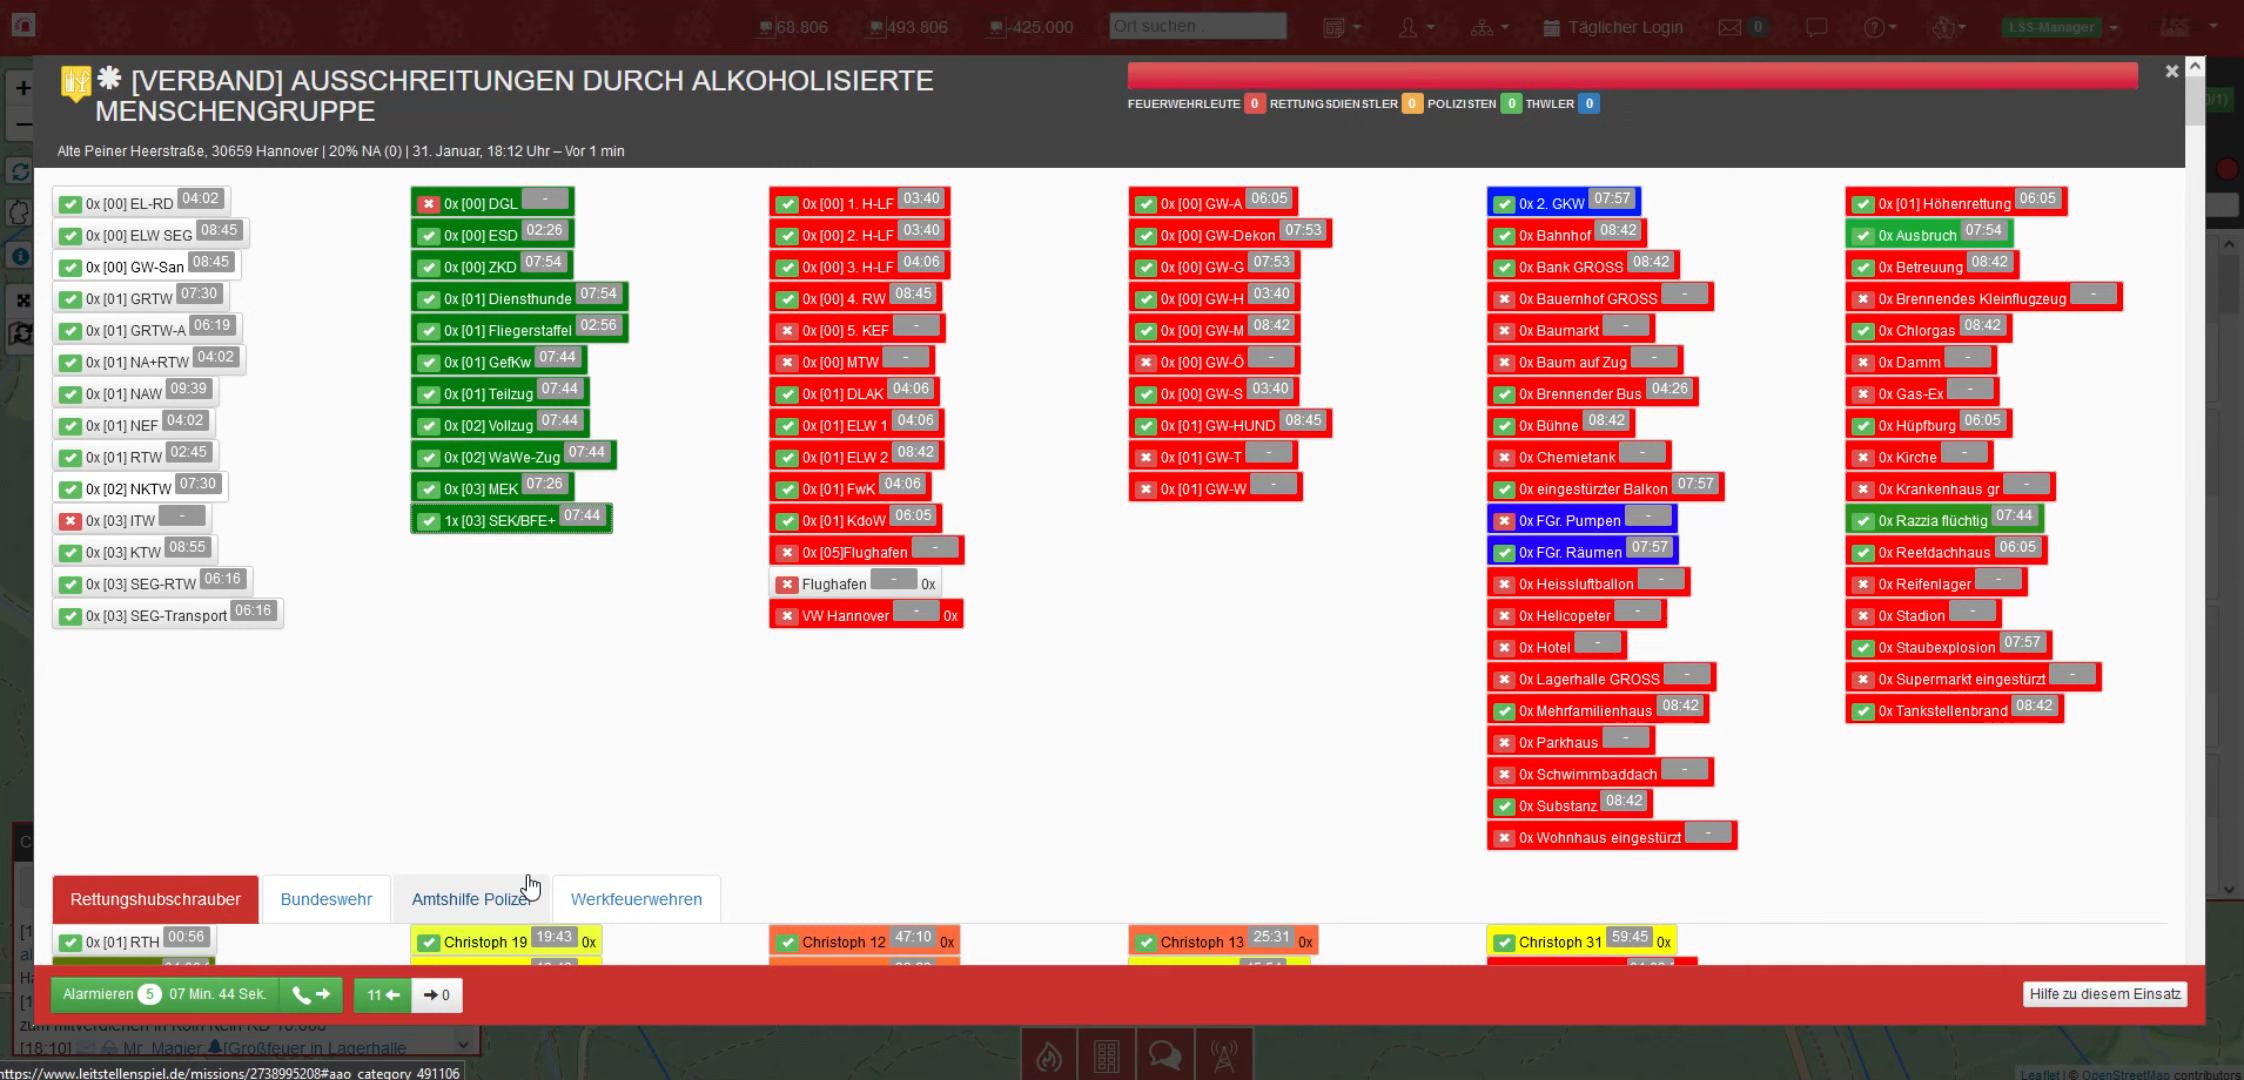 68.806
493.806
-425.000
Ort suchen
Täglicher Login
0
LSS-Manager
[VERBAND] AUSSCHREITUNGEN DURCH ALKOHOLISIERTE
MENSCHENGRUPPE
FEUERWEHRLEUTE 0 RETTUNGSDIENSTLER 0 POLIZISTEN 0 THWLER 0
Alte Peiner Heerstraße, 30659 Hannover | 20% NA (0) | 31. Januar, 18:12 Uhr – Vor 1 min
0x [00] EL-RD 04:02
0x [00] ELW SEG 08:45
0x [00] GW-San 08:45
0x [01] GRTW 07:30
0x [01] GRTW-A 06:19
0x [01] NA+RTW 04:02
0x [01] NAW 09:39
0x [01] NEF 04:02
0x [01] RTW 02:45
0x [02] NKTW 07:30
0x [03] ITW -
0x [03] KTW 08:55
0x [03] SEG-RTW 06:16
0x [03] SEG-Transport 06:16
0x [00] DGL -
0x [00] ESD 02:26
0x [00] ZKD 07:54
0x [01] Diensthunde 07:54
0x [01] Fliegerstaffel 02:56
0x [01] GefKw 07:44
0x [01] Teilzug 07:44
0x [02] Vollzug 07:44
0x [02] WaWe-Zug 07:44
0x [03] MEK 07:26
1x [03] SEK/BFE+ 07:44
0x [00] 1. H-LF 03:40
0x [00] 2. H-LF 03:40
0x [00] 3. H-LF 04:06
0x [00] 4. RW 08:45
0x [00] 5. KEF -
0x [00] MTW -
0x [01] DLAK 04:06
0x [01] ELW 1 04:06
0x [01] ELW 2 08:42
0x [01] FwK 04:06
0x [01] KdoW 06:05
0x [05]Flughafen -
Flughafen - 0x
VW Hannover - 0x
0x [00] GW-A 06:05
0x [00] GW-Dekon 07:53
0x [00] GW-G 07:53
0x [00] GW-H 03:40
0x [00] GW-M 08:42
0x [00] GW-Ö -
0x [00] GW-S 03:40
0x [01] GW-HUND 08:45
0x [01] GW-T -
0x [01] GW-W -
0x 2. GKW 07:57
0x Bahnhof 08:42
0x Bank GROSS 08:42
0x Bauernhof GROSS -
0x Baumarkt -
0x Baum auf Zug -
0x Brennender Bus 04:26
0x Bühne 08:42
0x Chemietank -
0x eingestürzter Balkon 07:57
0x FGr. Pumpen -
0x FGr. Räumen 07:57
0x Heissluftballon -
0x Helicopeter -
0x Hotel -
0x Lagerhalle GROSS -
0x Mehrfamilienhaus 08:42
0x Parkhaus -
0x Schwimmbaddach -
0x Substanz 08:42
0x Wohnhaus eingestürzt -
0x [01] Höhenrettung 06:05
0x Ausbruch 07:54
0x Betreuung 08:42
0x Brennendes Kleinflugzeug -
0x Chlorgas 08:42
0x Damm -
0x Gas-Ex -
0x Hüpfburg 06:05
0x Kirche -
0x Krankenhaus gr -
0x Razzia flüchtig 07:44
0x Reetdachhaus 06:05
0x Reifenlager -
0x Stadion -
0x Staubexplosion 07:57
0x Supermarkt eingestürzt -
0x Tankstellenbrand 08:42
Rettungshubschrauber
Bundeswehr
Amtshilfe Polizei
Werkfeuerwehren
0x [01] RTH 00:56
Christoph 19 19:43 0x
Christoph 12 47:10 0x
Christoph 13 25:31 0x
Christoph 31 59:45 0x
Alarmieren 5 07 Min. 44 Sek.
11
0
Hilfe zu diesem Einsatz
[18:10] Mr. Magier [Großfeuer in Lagerhalle
https://www.leitstellenspiel.de/missions/2738995208#aao_category_491106
Leaflet | © OpenStreetMap contributors